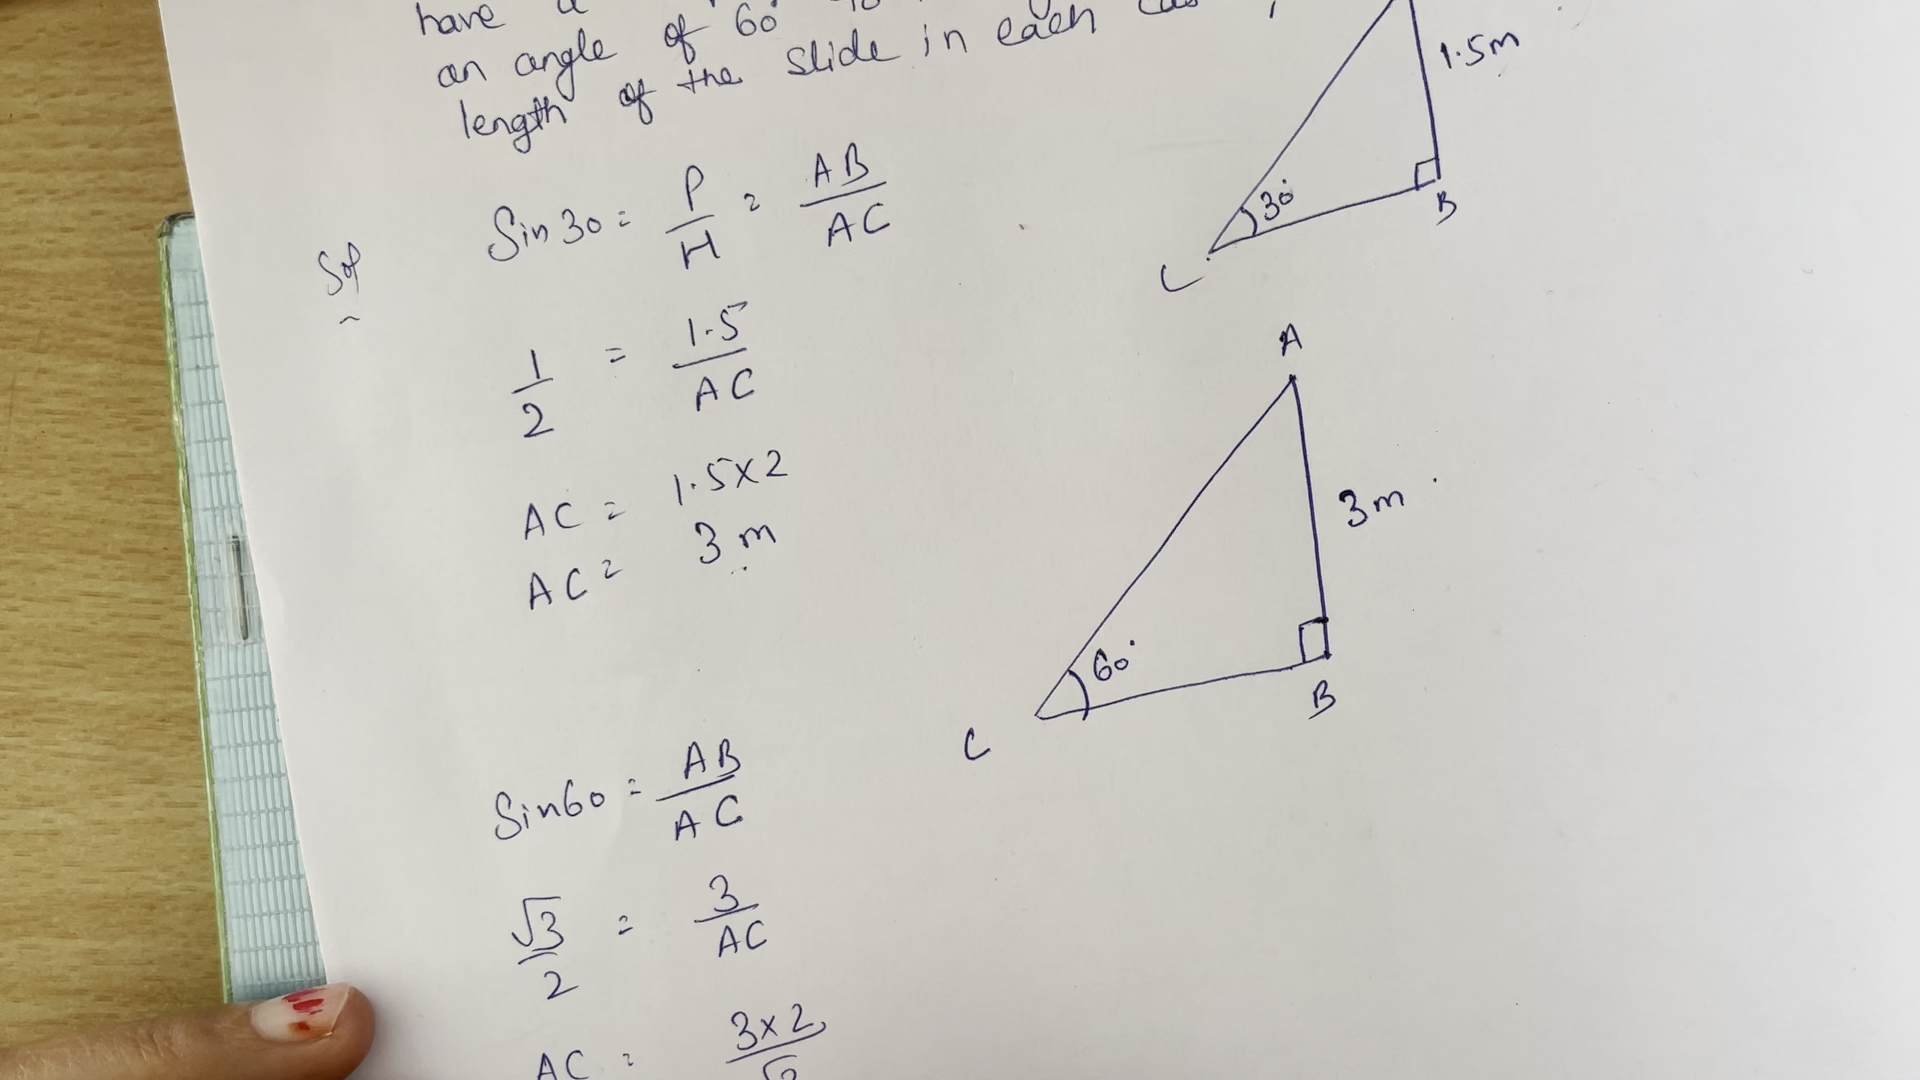 have a
an angle of 60°
length of the slide in each
Sol
Sin 30 = P/H = AB/AC
1/2 = 1.5/AC
AC = 1.5×2
AC = 3 m
Sin 60 = AB/AC
√3/2 = 3/AC
AC = 3×2/
1.5m
30°
B
C
A
3m
60°
B
C